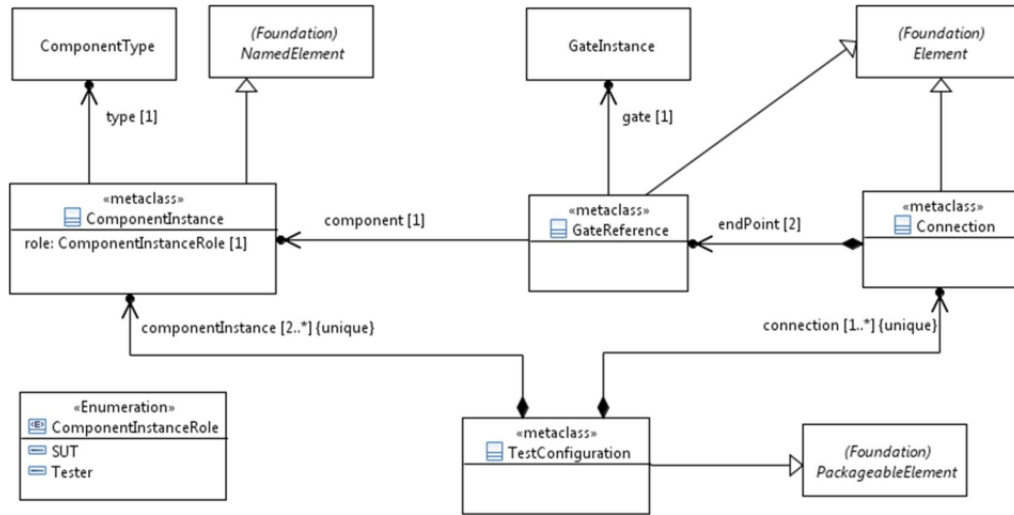 ComponentType
(Foundation)
NamedElement
GateInstance
(Foundation)
Element
type [1]
gate [1]
«metaclass»
ComponentInstance
role: ComponentInstanceRole [1]
component [1]
«metaclass»
GateReference
endPoint [2]
«metaclass»
Connection
componentInstance [2..*] {unique}
connection [1..*] {unique}
«Enumeration»
ComponentInstanceRole
SUT
Tester
«metaclass»
TestConfiguration
(Foundation)
PackageableElement